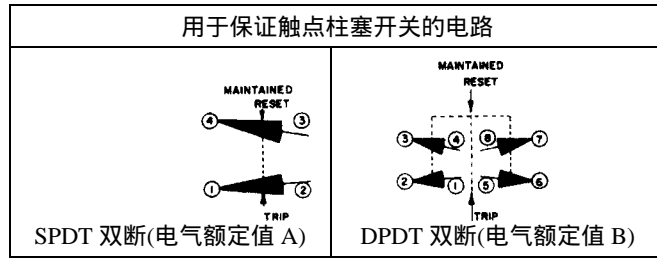 用于保证触点柱塞开关的电路
MAINTAINED
RESET
④ ③
① ②
TRIP
SPDT 双断(电气额定值 A)
MAINTAINED
RESET
③ ④ ⑧ ⑦
② ① ⑤ ⑥
TRIP
DPDT 双断(电气额定值 B)